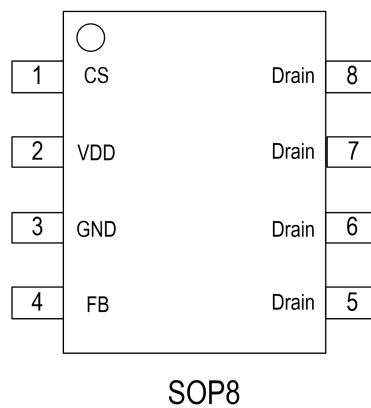 1 CS Drain 8
2 VDD Drain 7
3 GND Drain 6
4 FB Drain 5
SOP8